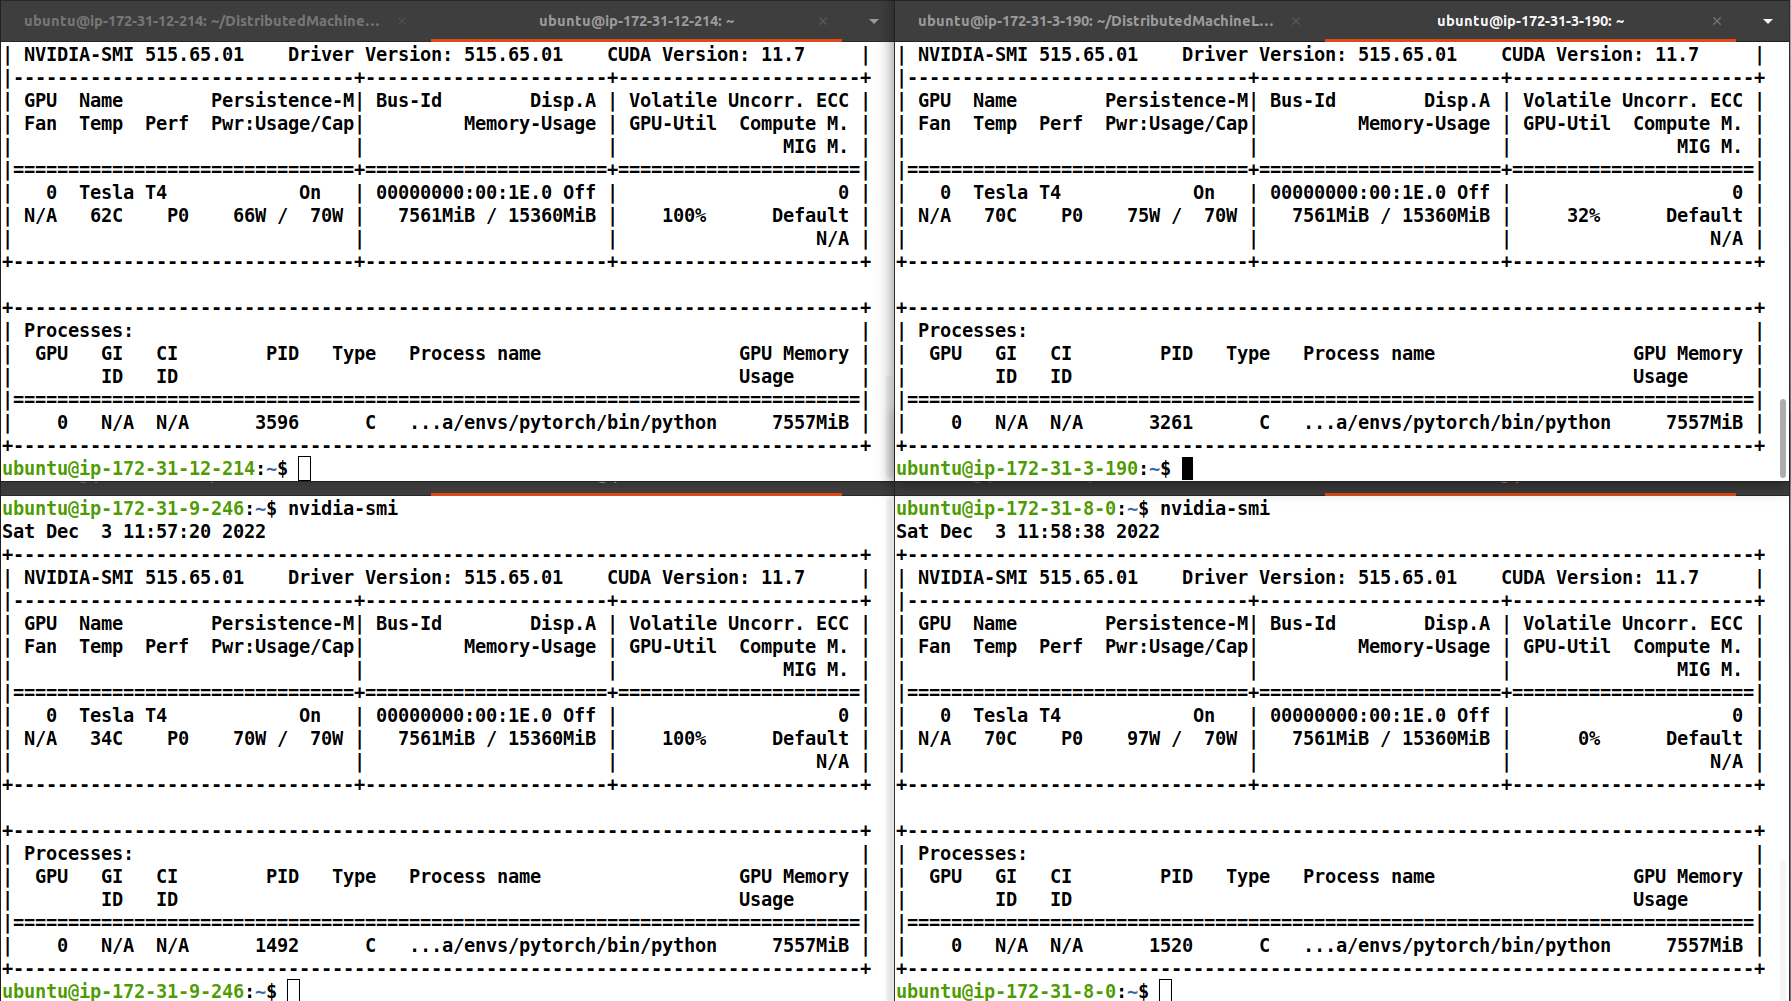 ubuntu@ip-172-31-12-214: ~/DistributedMachine... × ubuntu@ip-172-31-12-214: ~ ×
| NVIDIA-SMI 515.65.01    Driver Version: 515.65.01    CUDA Version: 11.7     |
|-------------------------------+----------------------+----------------------+
| GPU  Name        Persistence-M| Bus-Id        Disp.A | Volatile Uncorr. ECC |
| Fan  Temp  Perf  Pwr:Usage/Cap|         Memory-Usage | GPU-Util  Compute M. |
|                               |                      |               MIG M. |
|===============================+======================+======================|
|   0  Tesla T4            On   | 00000000:00:1E.0 Off |                    0 |
| N/A   62C    P0    66W /  70W |   7561MiB / 15360MiB |    100%      Default |
|                               |                      |                  N/A |
+-------------------------------+----------------------+----------------------+
+-----------------------------------------------------------------------------+
| Processes:                                                                  |
|  GPU   GI   CI        PID   Type   Process name                  GPU Memory |
|        ID   ID                                                   Usage      |
|=============================================================================|
|    0   N/A  N/A      3596      C   ...a/envs/pytorch/bin/python     7557MiB |
+-----------------------------------------------------------------------------+
ubuntu@ip-172-31-12-214:~$
ubuntu@ip-172-31-3-190: ~/DistributedMachineL... × ubuntu@ip-172-31-3-190: ~ ×
| NVIDIA-SMI 515.65.01    Driver Version: 515.65.01    CUDA Version: 11.7     |
|-------------------------------+----------------------+----------------------+
| GPU  Name        Persistence-M| Bus-Id        Disp.A | Volatile Uncorr. ECC |
| Fan  Temp  Perf  Pwr:Usage/Cap|         Memory-Usage | GPU-Util  Compute M. |
|                               |                      |               MIG M. |
|===============================+======================+======================|
|   0  Tesla T4            On   | 00000000:00:1E.0 Off |                    0 |
| N/A   70C    P0    75W /  70W |   7561MiB / 15360MiB |     32%      Default |
|                               |                      |                  N/A |
+-------------------------------+----------------------+----------------------+
+-----------------------------------------------------------------------------+
| Processes:                                                                  |
|  GPU   GI   CI        PID   Type   Process name                  GPU Memory |
|        ID   ID                                                   Usage      |
|=============================================================================|
|    0   N/A  N/A      3261      C   ...a/envs/pytorch/bin/python     7557MiB |
+-----------------------------------------------------------------------------+
ubuntu@ip-172-31-3-190:~$
ubuntu@ip-172-31-9-246:~$ nvidia-smi
Sat Dec  3 11:57:20 2022
+-----------------------------------------------------------------------------+
| NVIDIA-SMI 515.65.01    Driver Version: 515.65.01    CUDA Version: 11.7     |
|-------------------------------+----------------------+----------------------+
| GPU  Name        Persistence-M| Bus-Id        Disp.A | Volatile Uncorr. ECC |
| Fan  Temp  Perf  Pwr:Usage/Cap|         Memory-Usage | GPU-Util  Compute M. |
|                               |                      |               MIG M. |
|===============================+======================+======================|
|   0  Tesla T4            On   | 00000000:00:1E.0 Off |                    0 |
| N/A   34C    P0    70W /  70W |   7561MiB / 15360MiB |    100%      Default |
|                               |                      |                  N/A |
+-------------------------------+----------------------+----------------------+
+-----------------------------------------------------------------------------+
| Processes:                                                                  |
|  GPU   GI   CI        PID   Type   Process name                  GPU Memory |
|        ID   ID                                                   Usage      |
|=============================================================================|
|    0   N/A  N/A      1492      C   ...a/envs/pytorch/bin/python     7557MiB |
+-----------------------------------------------------------------------------+
ubuntu@ip-172-31-9-246:~$
ubuntu@ip-172-31-8-0:~$ nvidia-smi
Sat Dec  3 11:58:38 2022
+-----------------------------------------------------------------------------+
| NVIDIA-SMI 515.65.01    Driver Version: 515.65.01    CUDA Version: 11.7     |
|-------------------------------+----------------------+----------------------+
| GPU  Name        Persistence-M| Bus-Id        Disp.A | Volatile Uncorr. ECC |
| Fan  Temp  Perf  Pwr:Usage/Cap|         Memory-Usage | GPU-Util  Compute M. |
|                               |                      |               MIG M. |
|===============================+======================+======================|
|   0  Tesla T4            On   | 00000000:00:1E.0 Off |                    0 |
| N/A   70C    P0    97W /  70W |   7561MiB / 15360MiB |      0%      Default |
|                               |                      |                  N/A |
+-------------------------------+----------------------+----------------------+
+-----------------------------------------------------------------------------+
| Processes:                                                                  |
|  GPU   GI   CI        PID   Type   Process name                  GPU Memory |
|        ID   ID                                                   Usage      |
|=============================================================================|
|    0   N/A  N/A      1520      C   ...a/envs/pytorch/bin/python     7557MiB |
+-----------------------------------------------------------------------------+
ubuntu@ip-172-31-8-0:~$